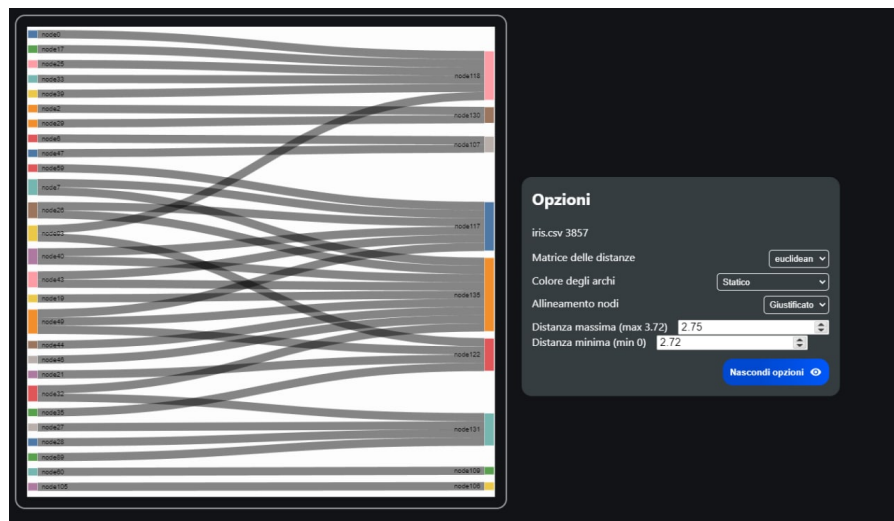 node0
node17
node25
node33
node39
node2
node29
node6
node47
node59
node7
node26
node93
node40
node43
node19
node49
node44
node45
node21
node32
node35
node27
node28
node89
node60
node105
node118
node130
node107
node117
node135
node122
node131
node109
node106
Opzioni
iris.csv 3857
Matrice delle distanze euclidean
Colore degli archi Statico
Allineamento nodi Giustificato
Distanza massima (max 3.72) 2.75
Distanza minima (min 0) 2.72
Nascondi opzioni